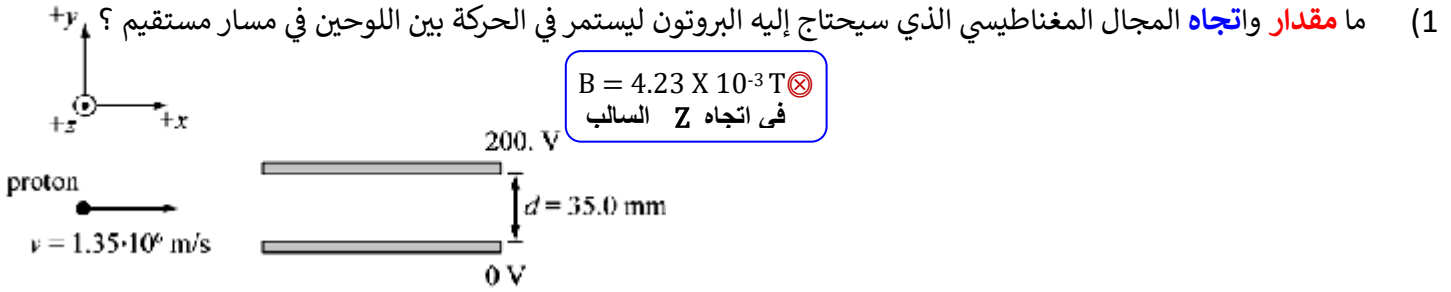 1) ما مقدار واتجاه المجال المغناطيسي الذي سيحتاج إليه البروتون ليستمر في الحركة بين اللوحين في مسار مستقيم ؟
B = 4.23 X 10⁻³ T⊗
في اتجاه Z السالب
+y
+z
+x
200. V
proton
d = 35.0 mm
v = 1.35·10⁶ m/s
0 V